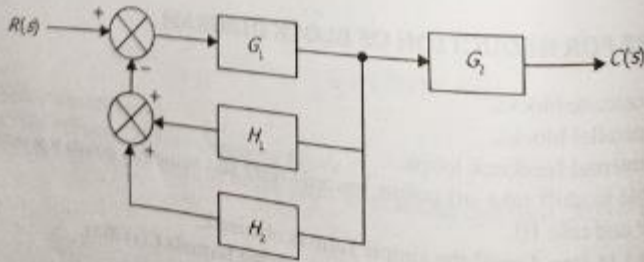 R(s)
+
−
G₁
G₂
C(s)
+
+
H₁
H₂